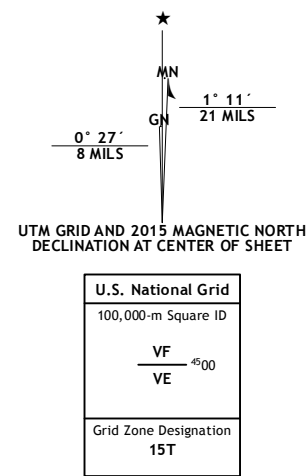 ★
MN
1° 11´
21 MILS
GN
0° 27´
8 MILS
UTM GRID AND 2015 MAGNETIC NORTH
DECLINATION AT CENTER OF SHEET
U.S. National Grid
100,000-m Square ID
VF
4500
VE
Grid Zone Designation
15T